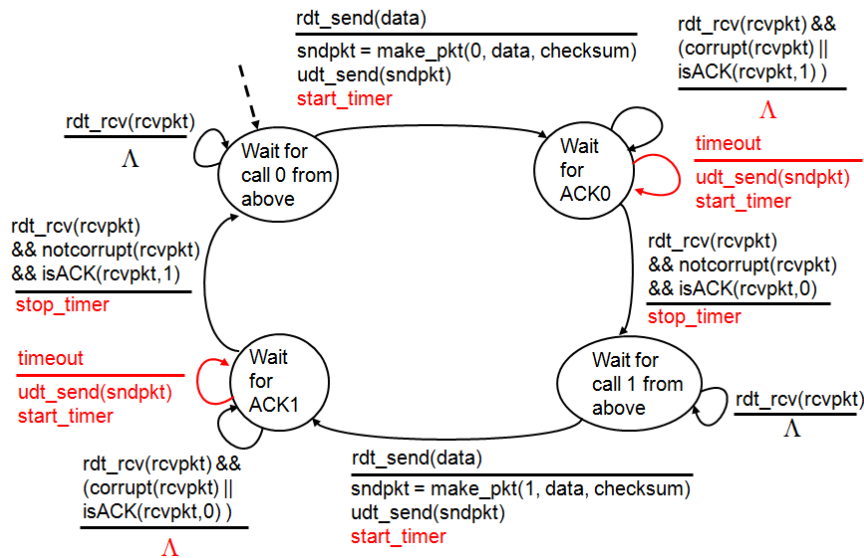 rdt_send(data)
sndpkt = make_pkt(0, data, checksum)
udt_send(sndpkt)
start_timer
rdt_rcv(rcvpkt) &&
(corrupt(rcvpkt) ||
isACK(rcvpkt,1) )
Λ
rdt_rcv(rcvpkt)
Λ
Wait for
call 0 from
above
Wait
for
ACK0
timeout
udt_send(sndpkt)
start_timer
rdt_rcv(rcvpkt)
&& notcorrupt(rcvpkt)
&& isACK(rcvpkt,1)
stop_timer
rdt_rcv(rcvpkt)
&& notcorrupt(rcvpkt)
&& isACK(rcvpkt,0)
stop_timer
timeout
udt_send(sndpkt)
start_timer
Wait
for
ACK1
Wait for
call 1 from
above
rdt_rcv(rcvpkt)
Λ
rdt_rcv(rcvpkt) &&
(corrupt(rcvpkt) ||
isACK(rcvpkt,0) )
Λ
rdt_send(data)
sndpkt = make_pkt(1, data, checksum)
udt_send(sndpkt)
start_timer